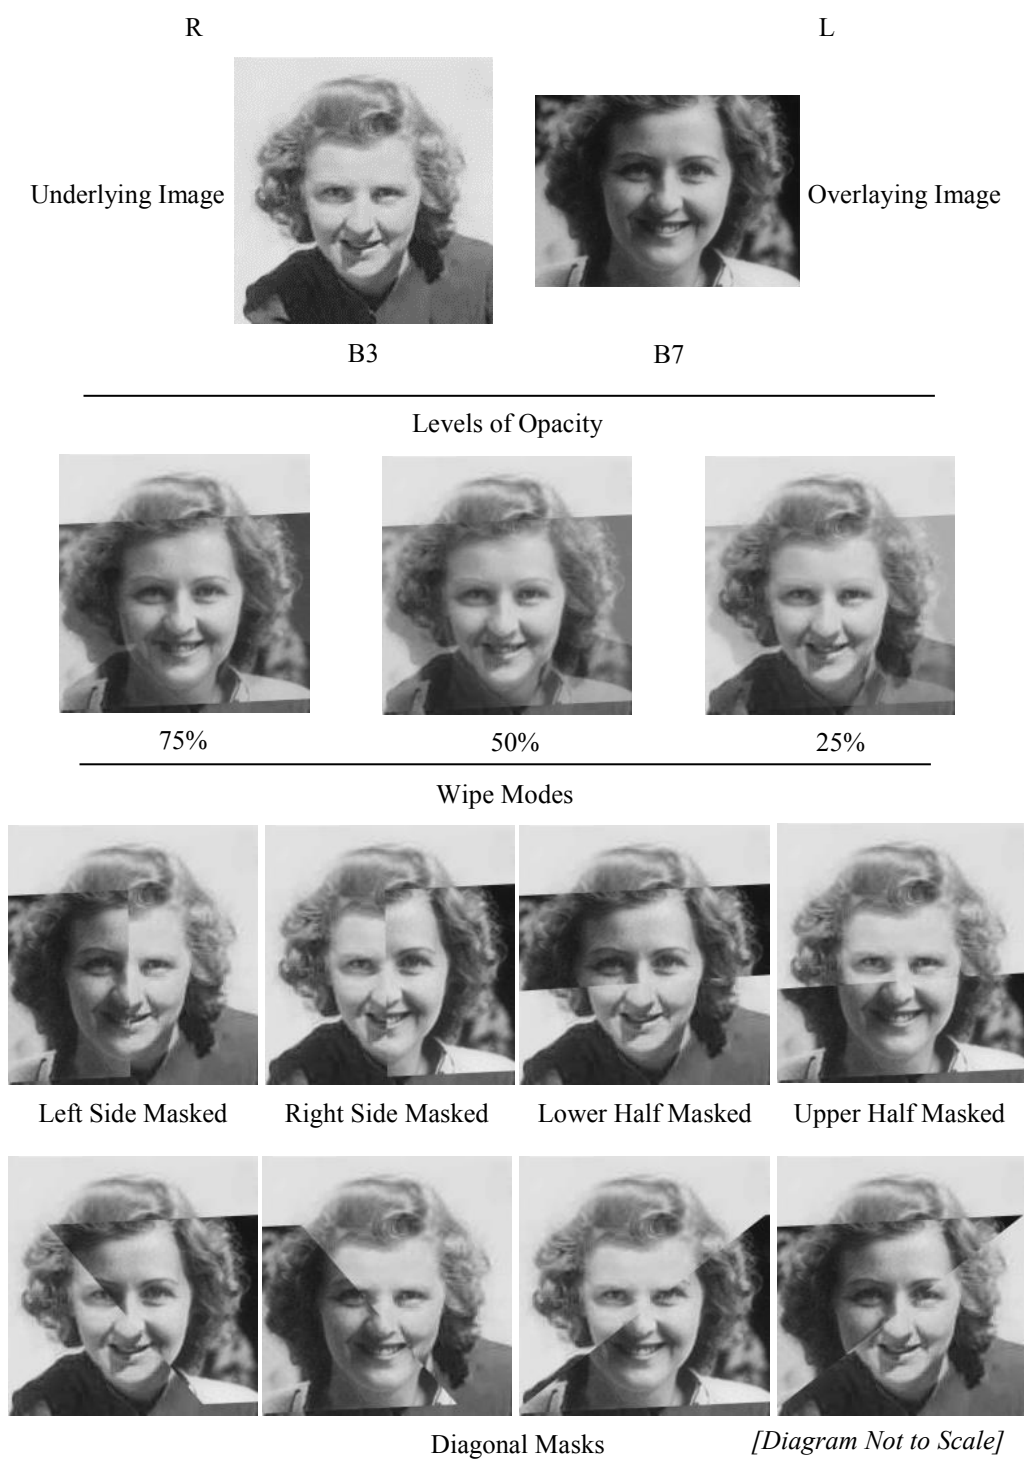 R
L
Underlying Image
Overlaying Image
B3
B7
Levels of Opacity
75%
50%
25%
Wipe Modes
Left Side Masked
Right Side Masked
Lower Half Masked
Upper Half Masked
Diagonal Masks
[Diagram Not to Scale]